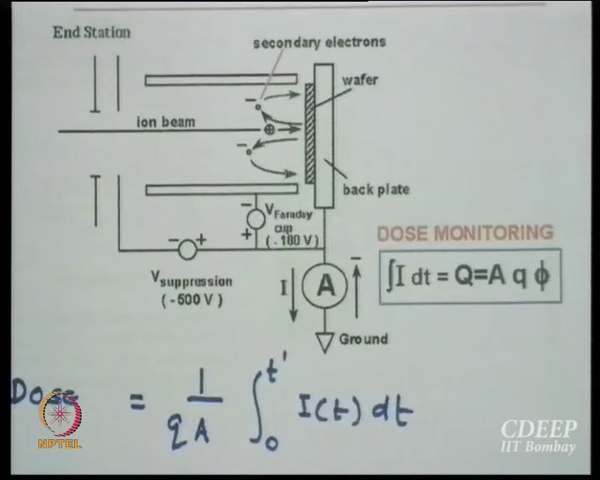 End Station
secondary electrons
wafer
ion beam
back plate
V Faraday
cup
(-100 V)
V suppression
(-500 V)
I
A
Ground
DOSE MONITORING
∫I dt = Q=A q ϕ
Dose = 1/qA ∫₀^t' I(t) dt
NPTEL
CDEEP
IIT Bombay